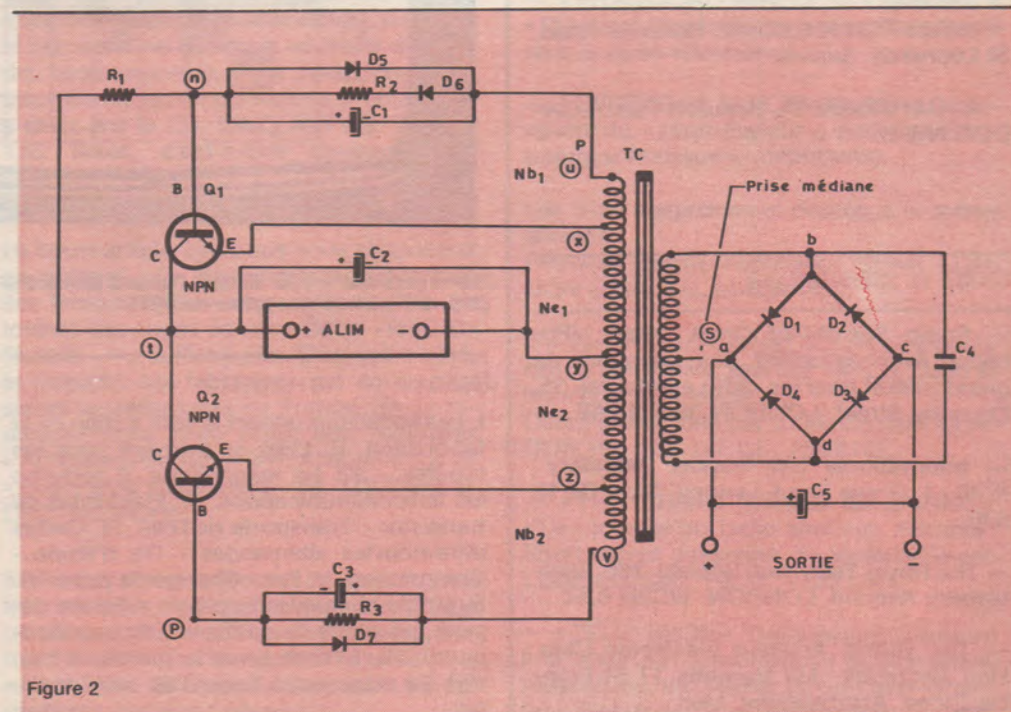 R1
n
D5
R2
D6
+ C1 −
P
u
Nb1
TC
Prise médiane
B Q1
C
E
NPN
x
+ C2 −
Ne1
t
+ ALIM −
y
S
a
b
c
d
D1
D2
D3
D4
C4
Q2
NPN
C
E
B
Ne2
z
Nb2
v
− C3 +
R3
D7
P
+ C5 −
+ SORTIE −
Figure 2